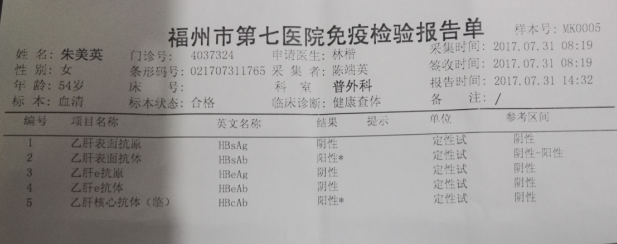 福州市第七医院免疫检验报告单
样本号: MK0005
姓 名: 朱美英 门诊号: 4037324 申请医生: 林楷 采集时间: 2017.07.31 08:19
性 别: 女 条形码号: 021707311765 采 集 者: 陈端英 签收时间: 2017.07.31 08:19
年 龄: 54岁 床 号: 科 室 普外科 报告时间: 2017.07.31 14:32
标 本: 血清 标本状态: 合格 临床诊断: 健康查体 备 注: /
编号 项目名称 英文名称 结果 提示 单位 参考区间
1 乙肝表面抗原 HBsAg 阴性 定性试 阴性
2 乙肝表面抗体 HBsAb 阳性* 定性试 阴性-阳性
3 乙肝e抗原 HBeAg 阴性 定性试 阴性
4 乙肝e抗体 HBeAb 阴性 定性试 阴性
5 乙肝核心抗体(临) HBcAb 阳性* 定性试 阴性